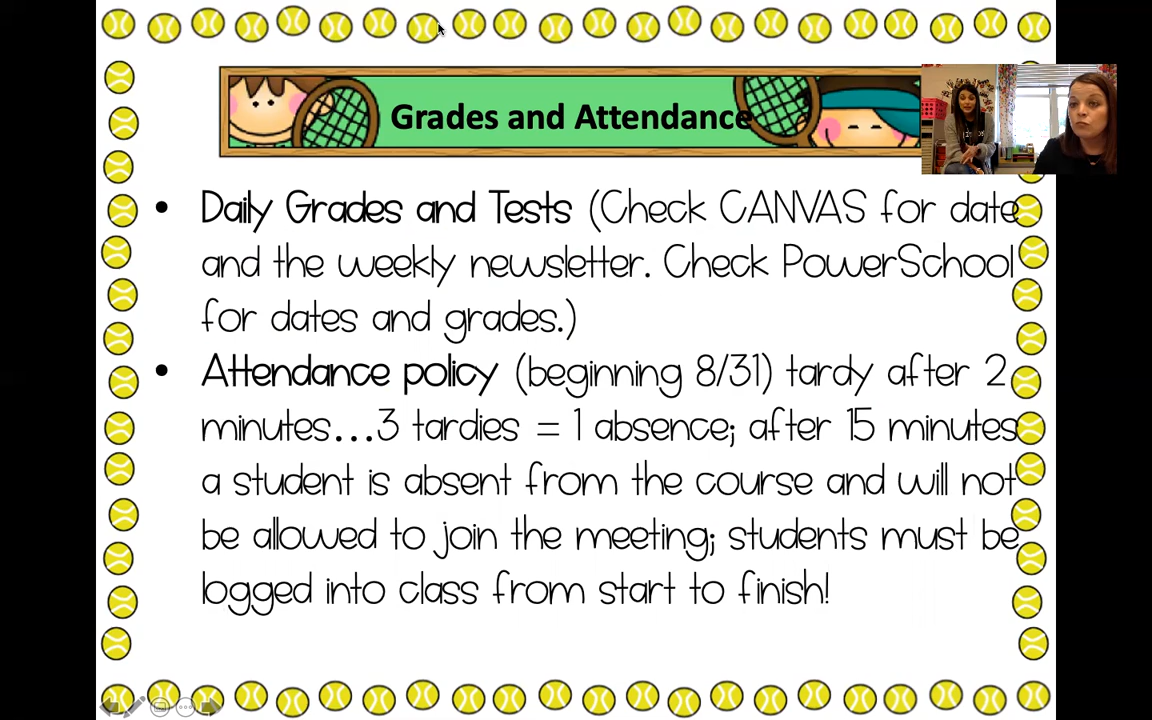 Grades and Attendance
• Daily Grades and Tests (Check CANVAS for date
and the weekly newsletter. Check PowerSchool
for dates and grades.)
• Attendance policy (beginning 8/31) tardy after 2
minutes...3 tardies = 1 absence; after 15 minutes
a student is absent from the course and will not
be allowed to join the meeting; students must be
logged into class from start to finish!